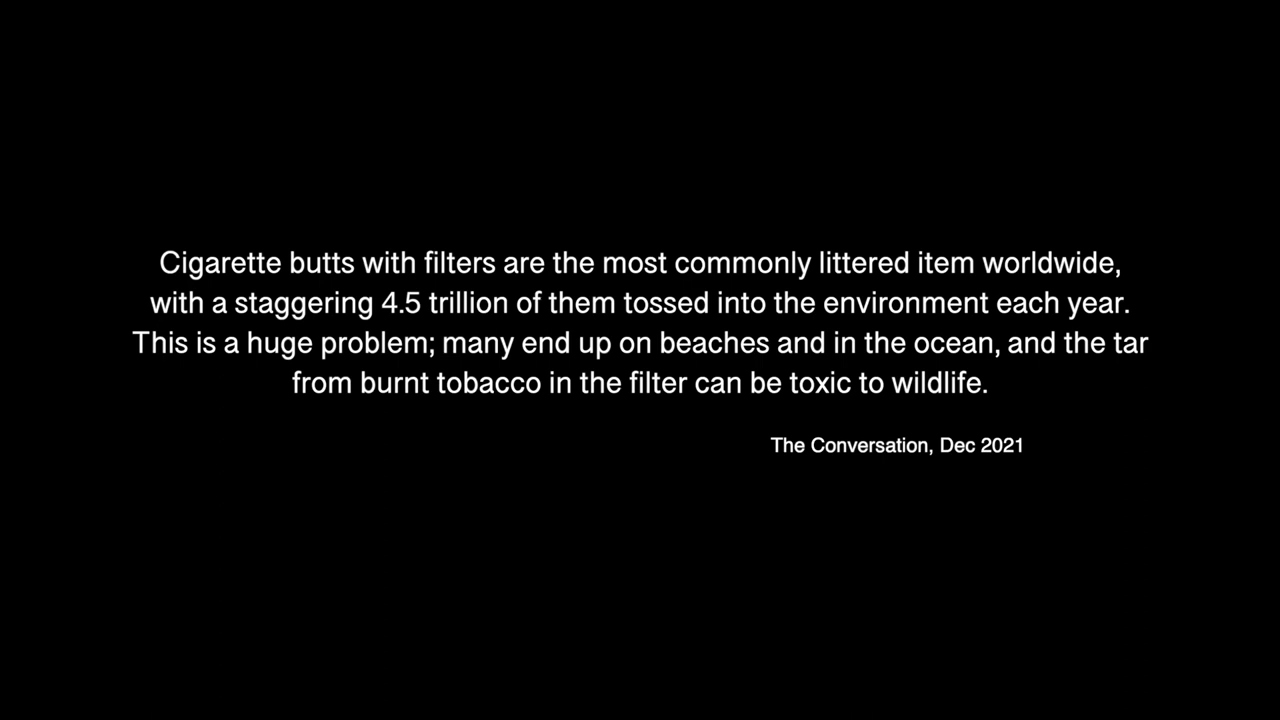 Cigarette butts with filters are the most commonly littered item worldwide,
with a staggering 4.5 trillion of them tossed into the environment each year.
This is a huge problem; many end up on beaches and in the ocean, and the tar
from burnt tobacco in the filter can be toxic to wildlife.
The Conversation, Dec 2021